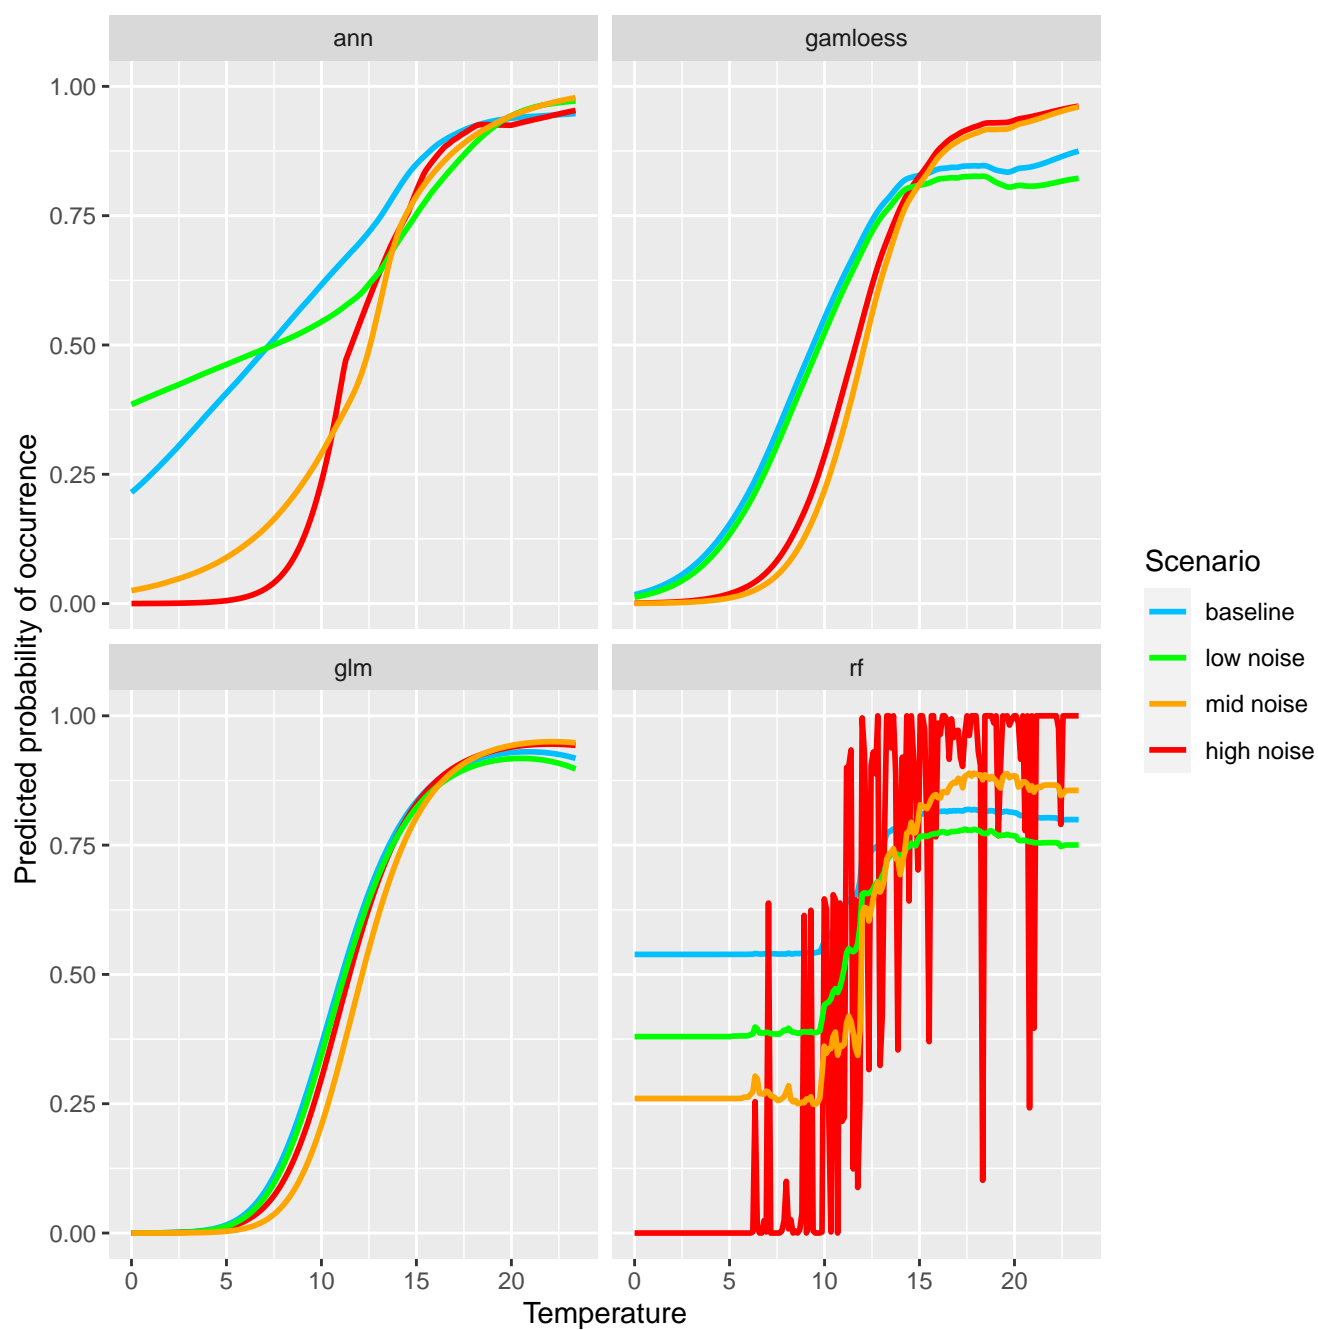 ann
gamloess
1.00
0.75
0.50
0.25
0.00
glm
rf
1.00
0.75
0.50
0.25
0.00
0 5 10 15 20
0 5 10 15 20
Temperature
Predicted probability of occurrence
Scenario
baseline
low noise
mid noise
high noise